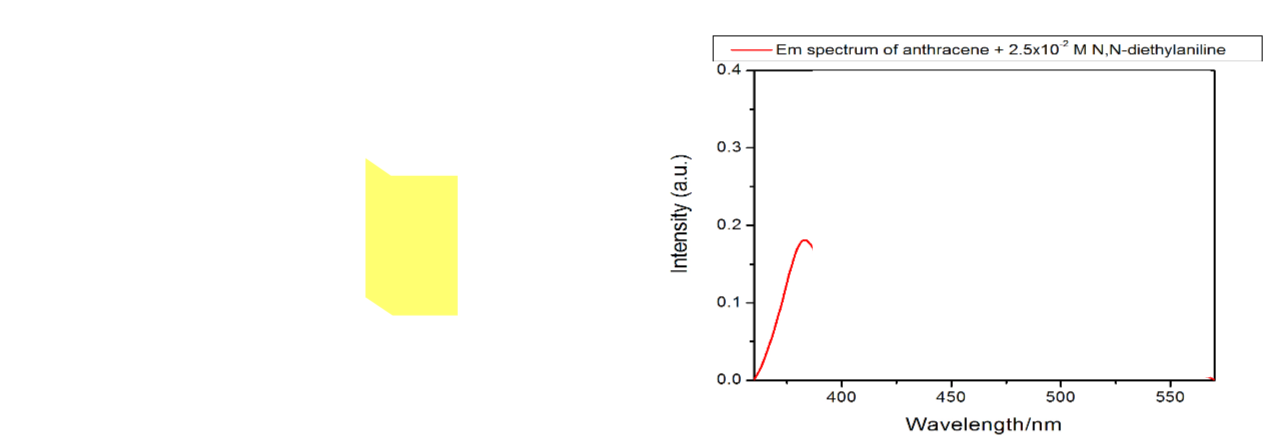 Em spectrum of anthracene + 2.5x10⁻² M N,N-diethylaniline
0.4
0.3
0.2
0.1
0.0
Intensity (a.u.)
400 450 500 550
Wavelength/nm